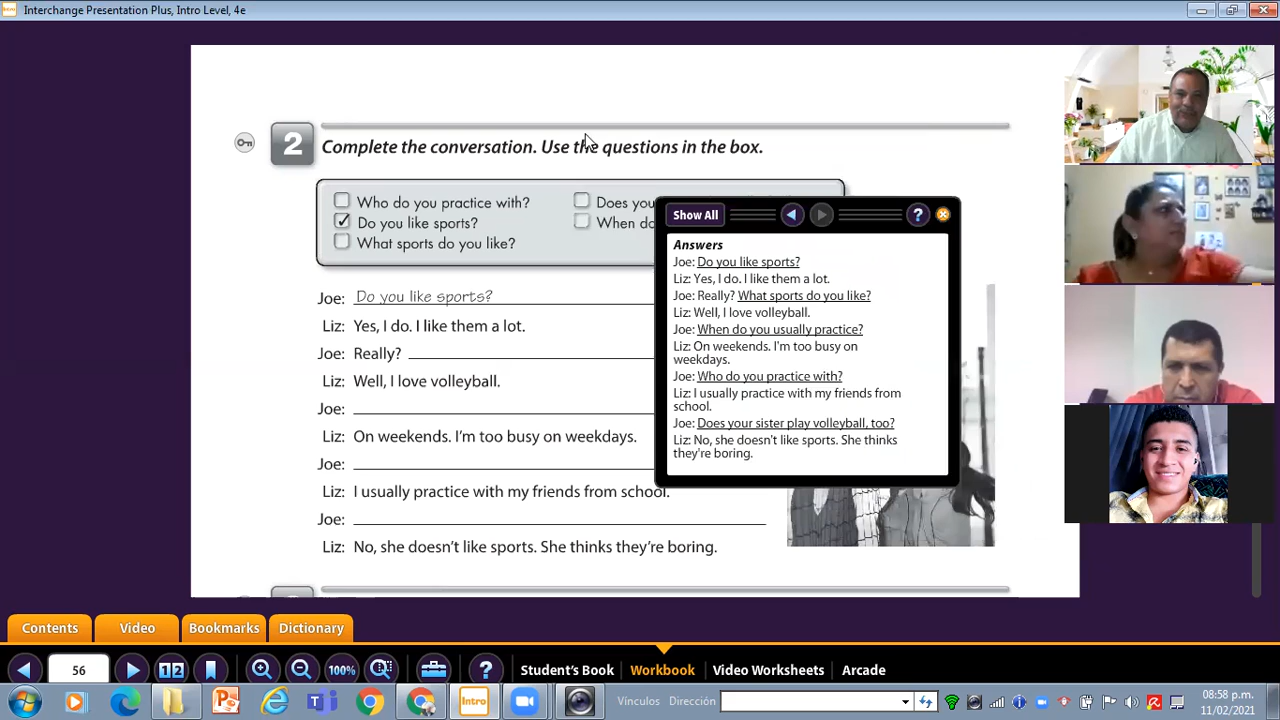 Interchange Presentation Plus, Intro Level, 4e
2 Complete the conversation. Use the questions in the box.
Who do you practice with?
Do you like sports?
What sports do you like?
Does you
When do
Joe: Do you like sports?
Liz: Yes, I do. I like them a lot.
Joe: Really?
Liz: Well, I love volleyball.
Joe:
Liz: On weekends. I'm too busy on weekdays.
Joe:
Liz: I usually practice with my friends from school.
Joe:
Liz: No, she doesn't like sports. She thinks they're boring.
Show All ?
Answers
Joe: Do you like sports?
Liz: Yes, I do. I like them a lot.
Joe: Really? What sports do you like?
Liz: Well, I love volleyball.
Joe: When do you usually practice?
Liz: On weekends. I'm too busy on
weekdays.
Joe: Who do you practice with?
Liz: I usually practice with my friends from
school.
Joe: Does your sister play volleyball, too?
Liz: No, she doesn't like sports. She thinks
they're boring.
Contents Video Bookmarks Dictionary
56 12 100% ? Student's Book Workbook Video Worksheets Arcade
Intro Vínculos Dirección 08:58 p.m.
11/02/2021